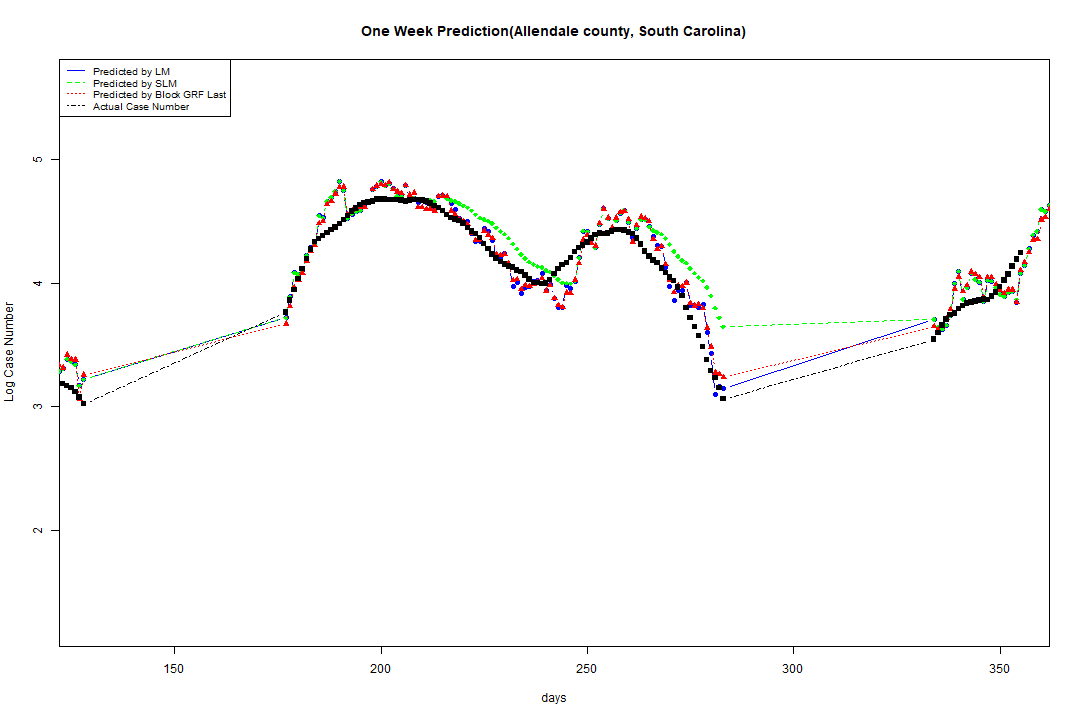 One Week Prediction(Allendale county, South Carolina)
Predicted by LM
Predicted by SLM
Predicted by Block GRF Last
Actual Case Number
5
4
3
2
Log Case Number
150 200 250 300 350
days